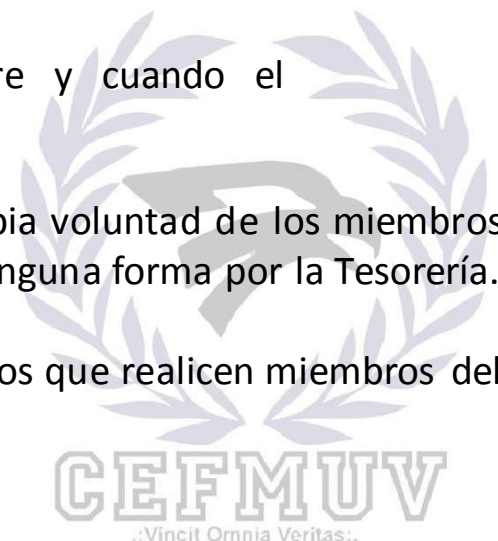 re y cuando el
pia voluntad de los miembros
inguna forma por la Tesorería.
os que realicen miembros del
CEFMUV
.:Vincit Omnia Veritas:.